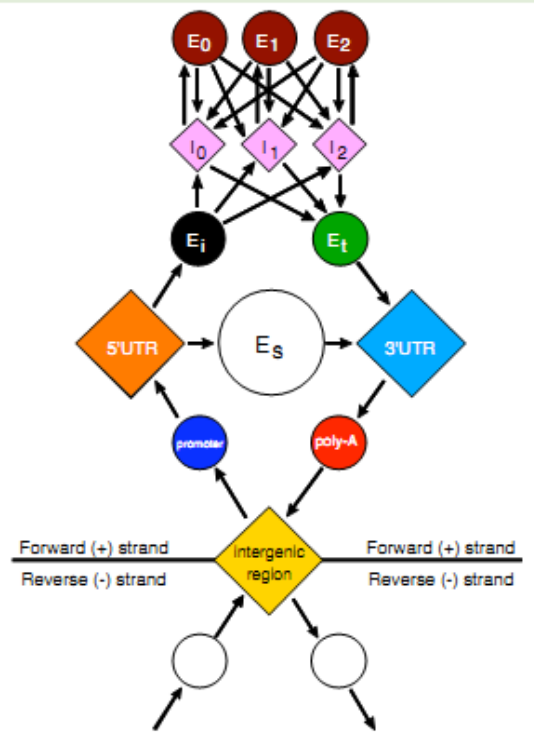 E0 E1 E2
I0 I1 I2
Ei Et
5'UTR Es 3'UTR
promoter poly-A
Forward (+) strand Forward (+) strand
intergenic
region
Reverse (-) strand Reverse (-) strand